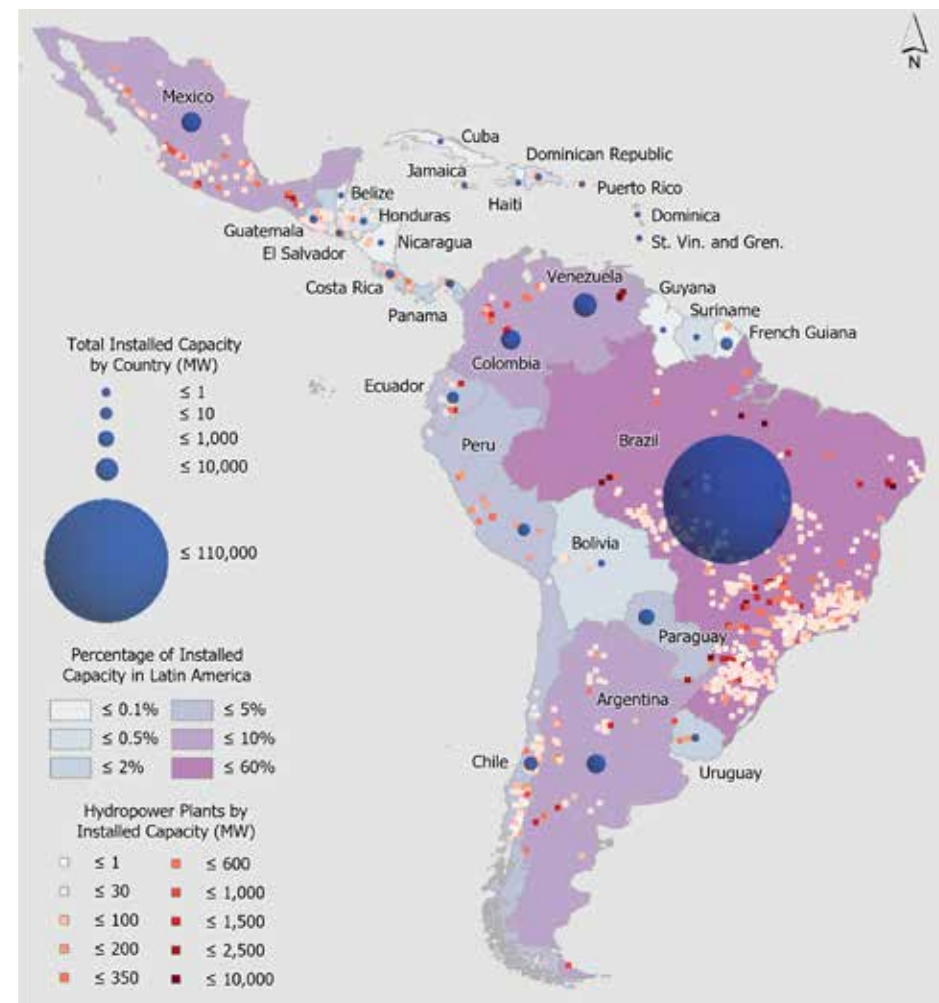 N
Mexico
Cuba
Dominican Republic
Jamaica
Haiti
Puerto Rico
Belize
Dominica
Guatemala
Honduras
El Salvador
Nicaragua
St. Vin. and Gren.
Costa Rica
Venezuela
Guyana
Panama
Suriname
French Guiana
Colombia
Ecuador
Peru
Brazil
Bolivia
Paraguay
Argentina
Chile
Uruguay
Total Installed Capacity
by Country (MW)
≤ 1
≤ 10
≤ 1,000
≤ 10,000
≤ 110,000
Percentage of Installed
Capacity in Latin America
≤ 0.1% ≤ 5%
≤ 0.5% ≤ 10%
≤ 2% ≤ 60%
Hydropower Plants by
Installed Capacity (MW)
≤ 1 ≤ 600
≤ 30 ≤ 1,000
≤ 100 ≤ 1,500
≤ 200 ≤ 2,500
≤ 350 ≤ 10,000